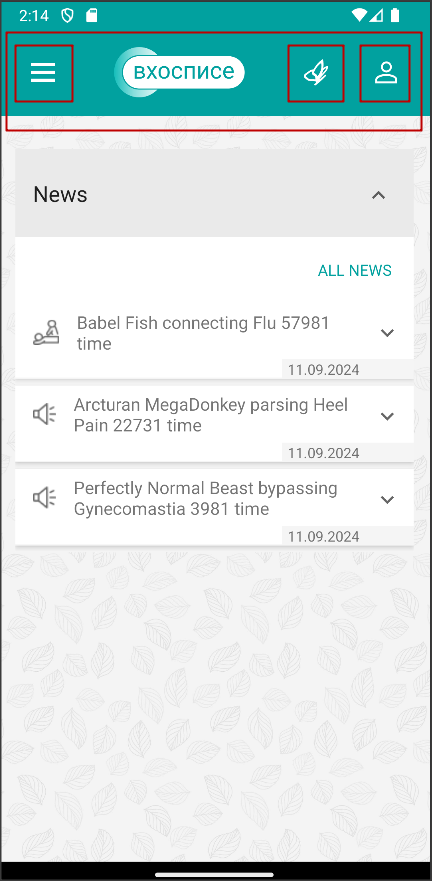 2:14
вхосписе
News
ALL NEWS
Babel Fish connecting Flu 57981
time
11.09.2024
Arcturan MegaDonkey parsing Heel
Pain 22731 time
11.09.2024
Perfectly Normal Beast bypassing
Gynecomastia 3981 time
11.09.2024